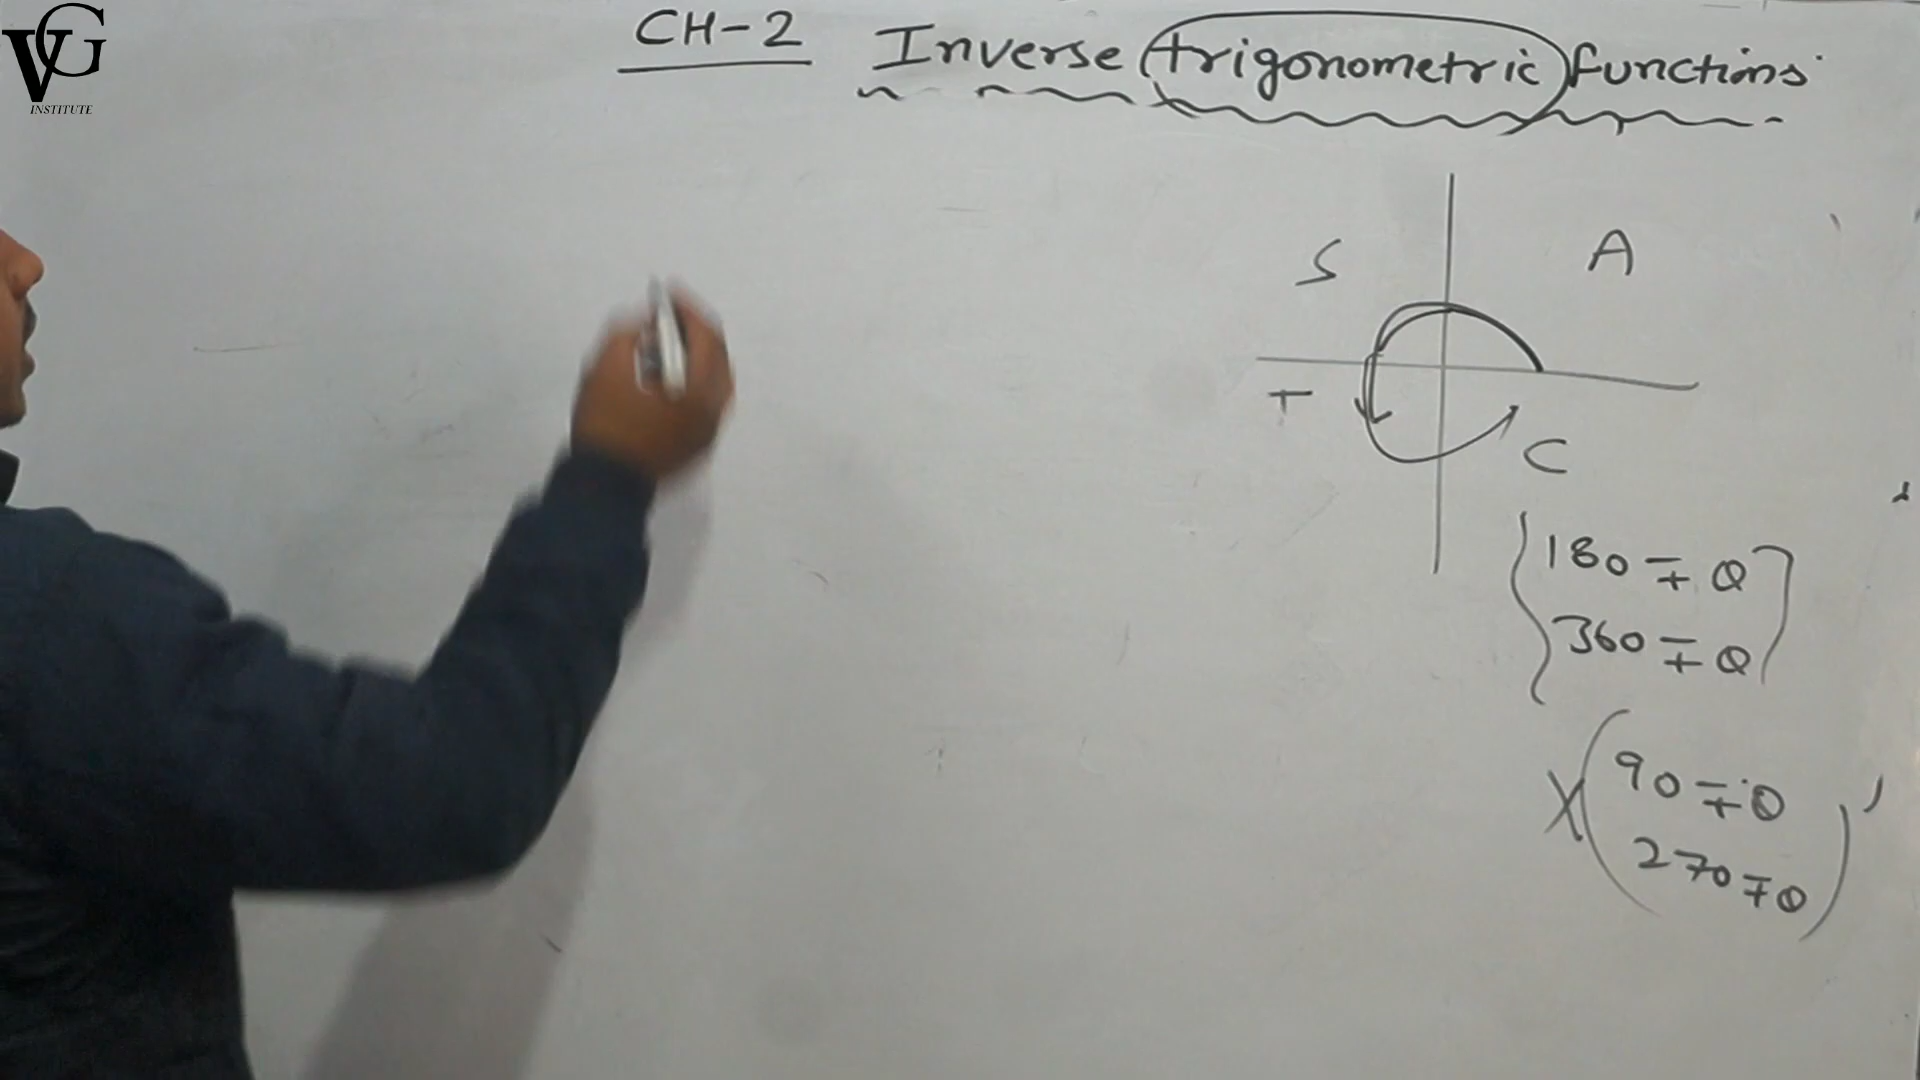 VG
INSTITUTE
CH-2 Inverse trigonometric functions
S A
T C
180 ∓ θ
360 ∓ θ
90 ∓ θ
270 ∓ θ